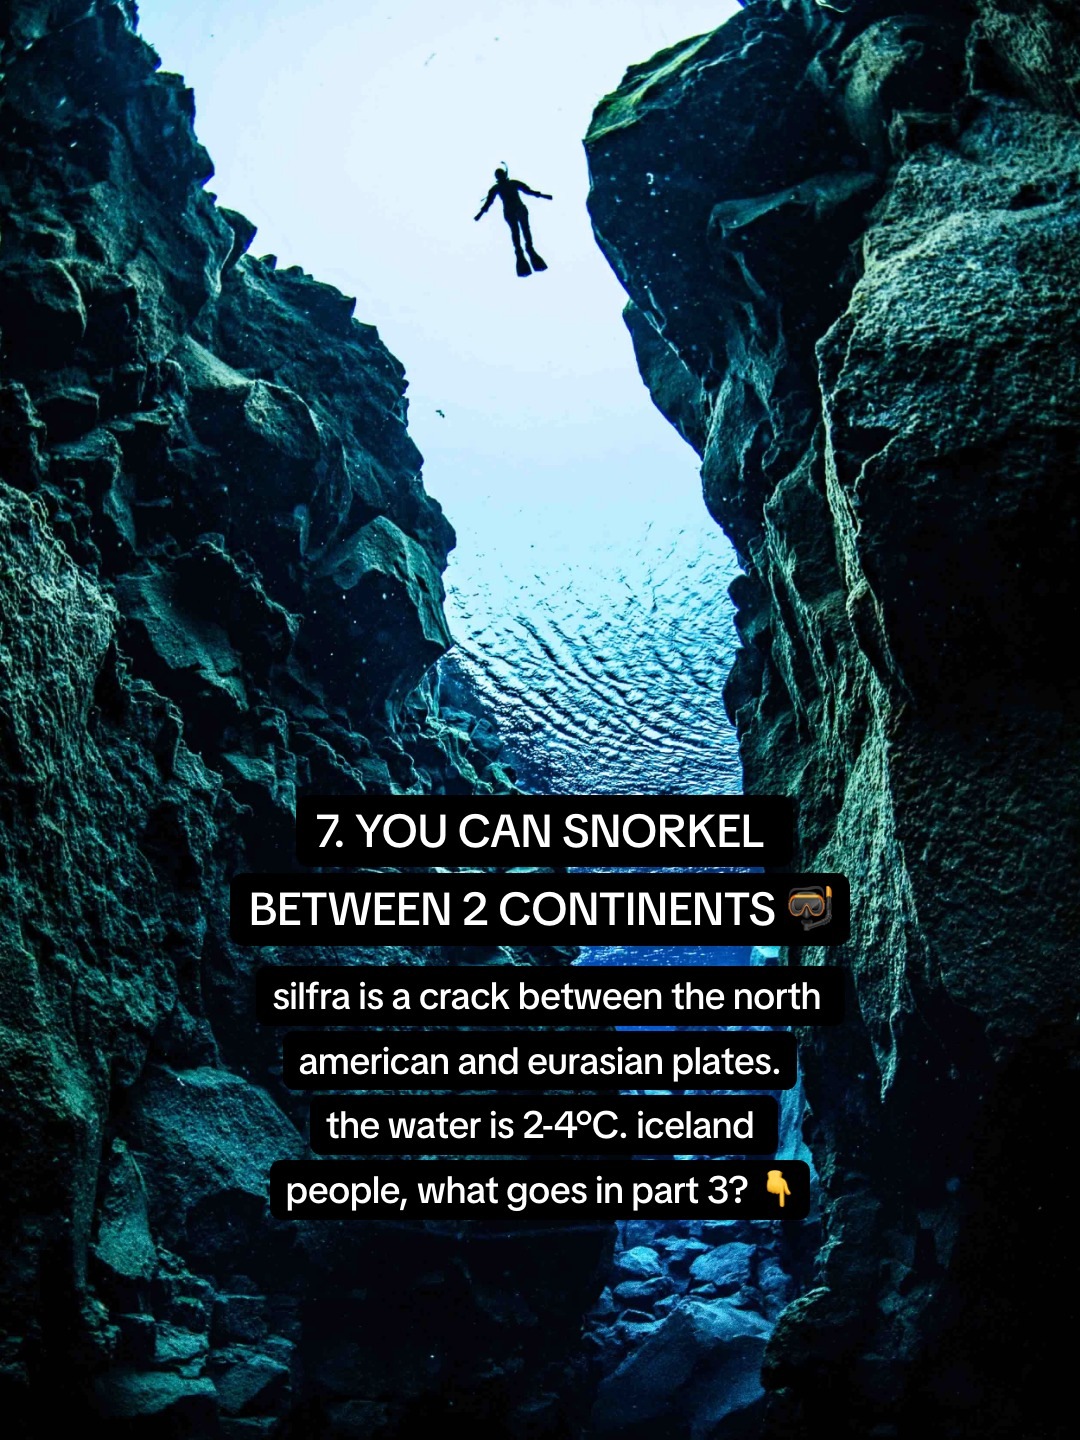 7. YOU CAN SNORKEL
BETWEEN 2 CONTINENTS 🤿
silfra is a crack between the north
american and eurasian plates.
the water is 2-4°C. iceland
people, what goes in part 3? 👇